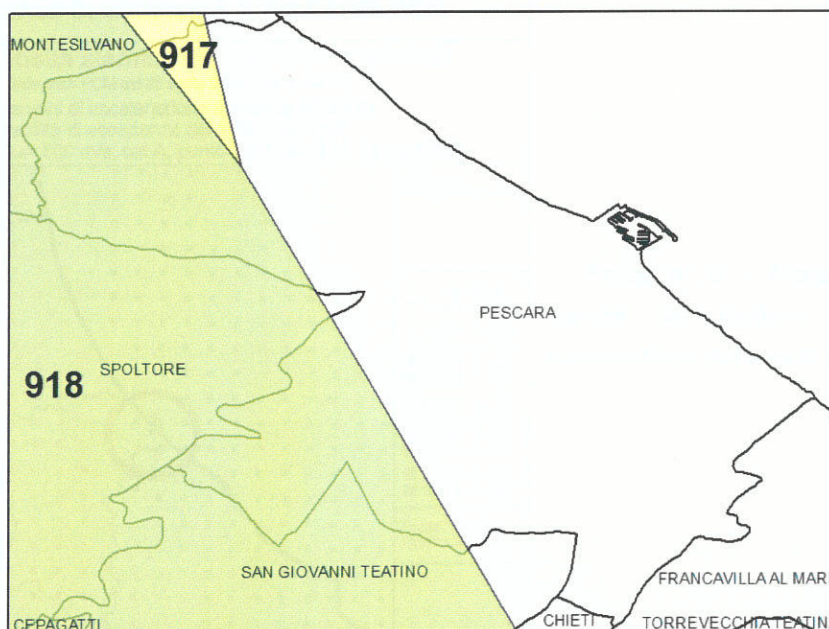 MONTESILVANO
917
PESCARA
918
SPOLTORE
SAN GIOVANNI TEATINO
FRANCAVILLA AL MAR
CEPAGATTI
CHIETI
TORREVECCHIA TEATIN